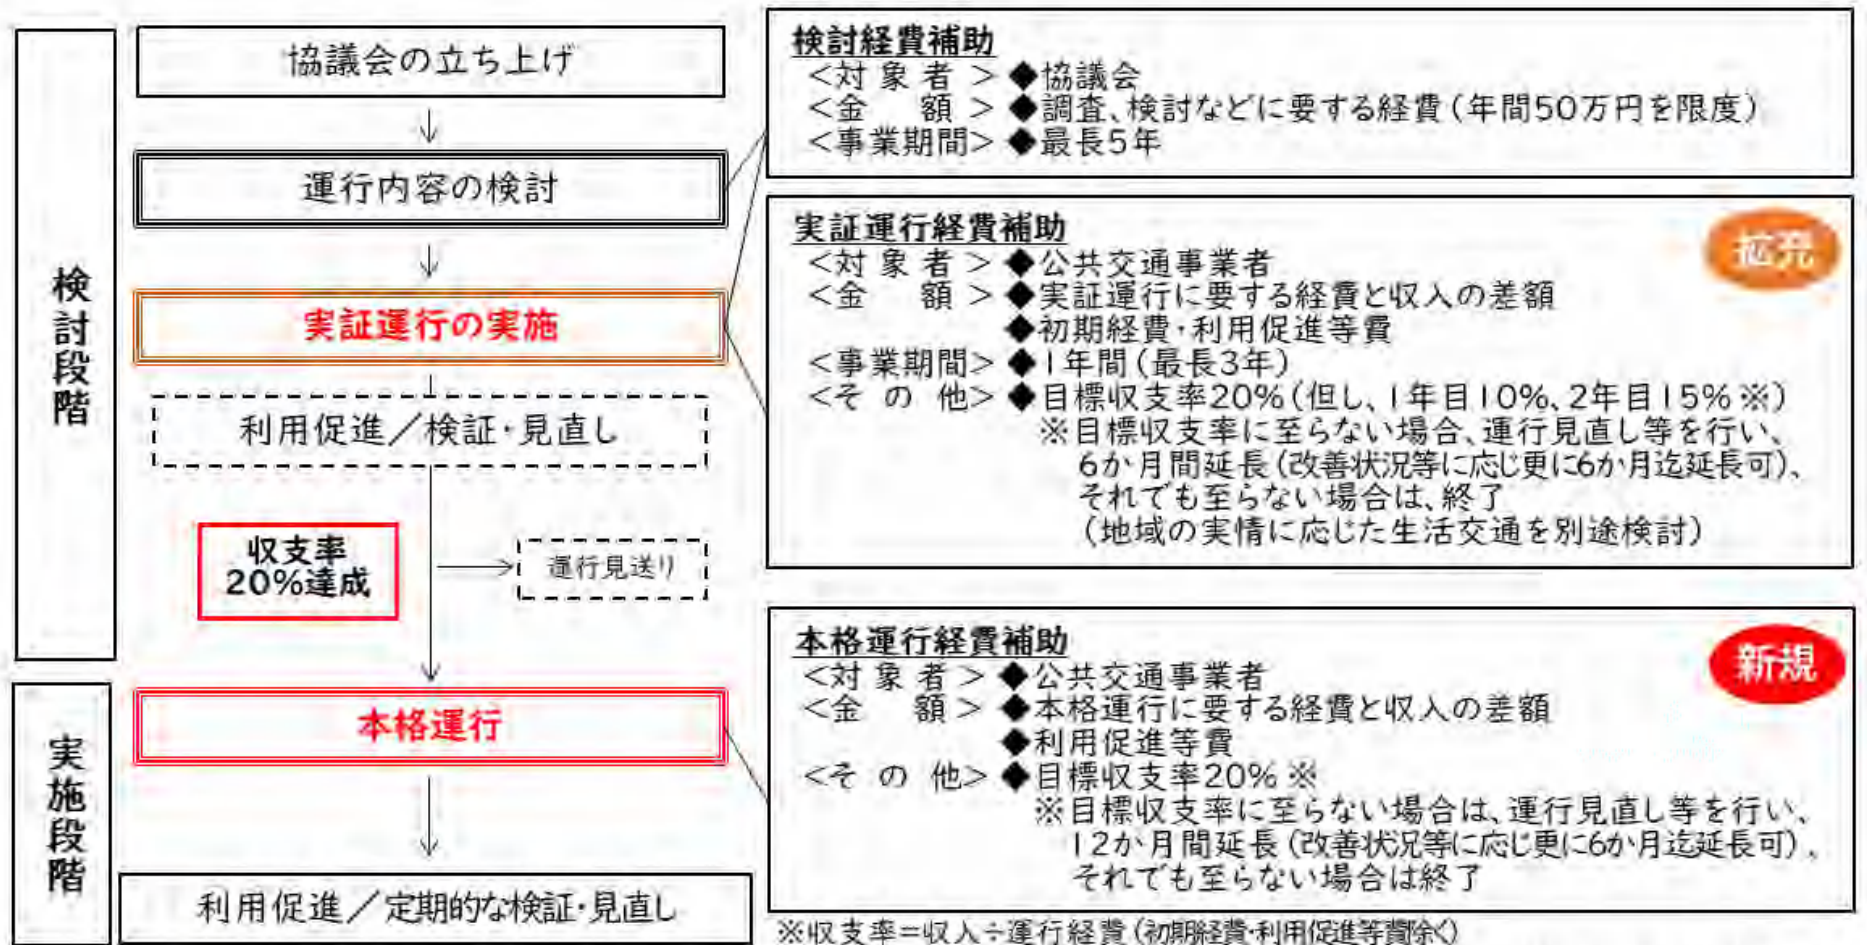 検討段階
協議会の立ち上げ
運行内容の検討
実証運行の実施
利用促進／検証・見直し
収支率
20%達成
運行見送り
実施段階
本格運行
利用促進／定期的な検証・見直し
検討経費補助
＜対象者＞◆協議会
＜金　額＞◆調査、検討などに要する経費（年間50万円を限度）
＜事業期間＞◆最長5年
実証運行経費補助
拡充
＜対象者＞◆公共交通事業者
＜金　額＞◆実証運行に要する経費と収入の差額
◆初期経費・利用促進等費
＜事業期間＞◆1年間（最長3年）
＜その他＞◆目標収支率20%（但し、1年目10%、2年目15%※）
※目標収支率に至らない場合、運行見直し等を行い、
6か月間延長（改善状況等に応じ更に6か月迄延長可）、
それでも至らない場合は、終了
（地域の実情に応じた生活交通を別途検討）
本格運行経費補助
新規
＜対象者＞◆公共交通事業者
＜金　額＞◆本格運行に要する経費と収入の差額
◆利用促進等費
＜その他＞◆目標収支率20%※
※目標収支率に至らない場合は、運行見直し等を行い、
12か月間延長（改善状況等に応じ更に6か月迄延長可）、
それでも至らない場合は終了
※収支率＝収入÷運行経費（初期経費・利用促進等費除く）